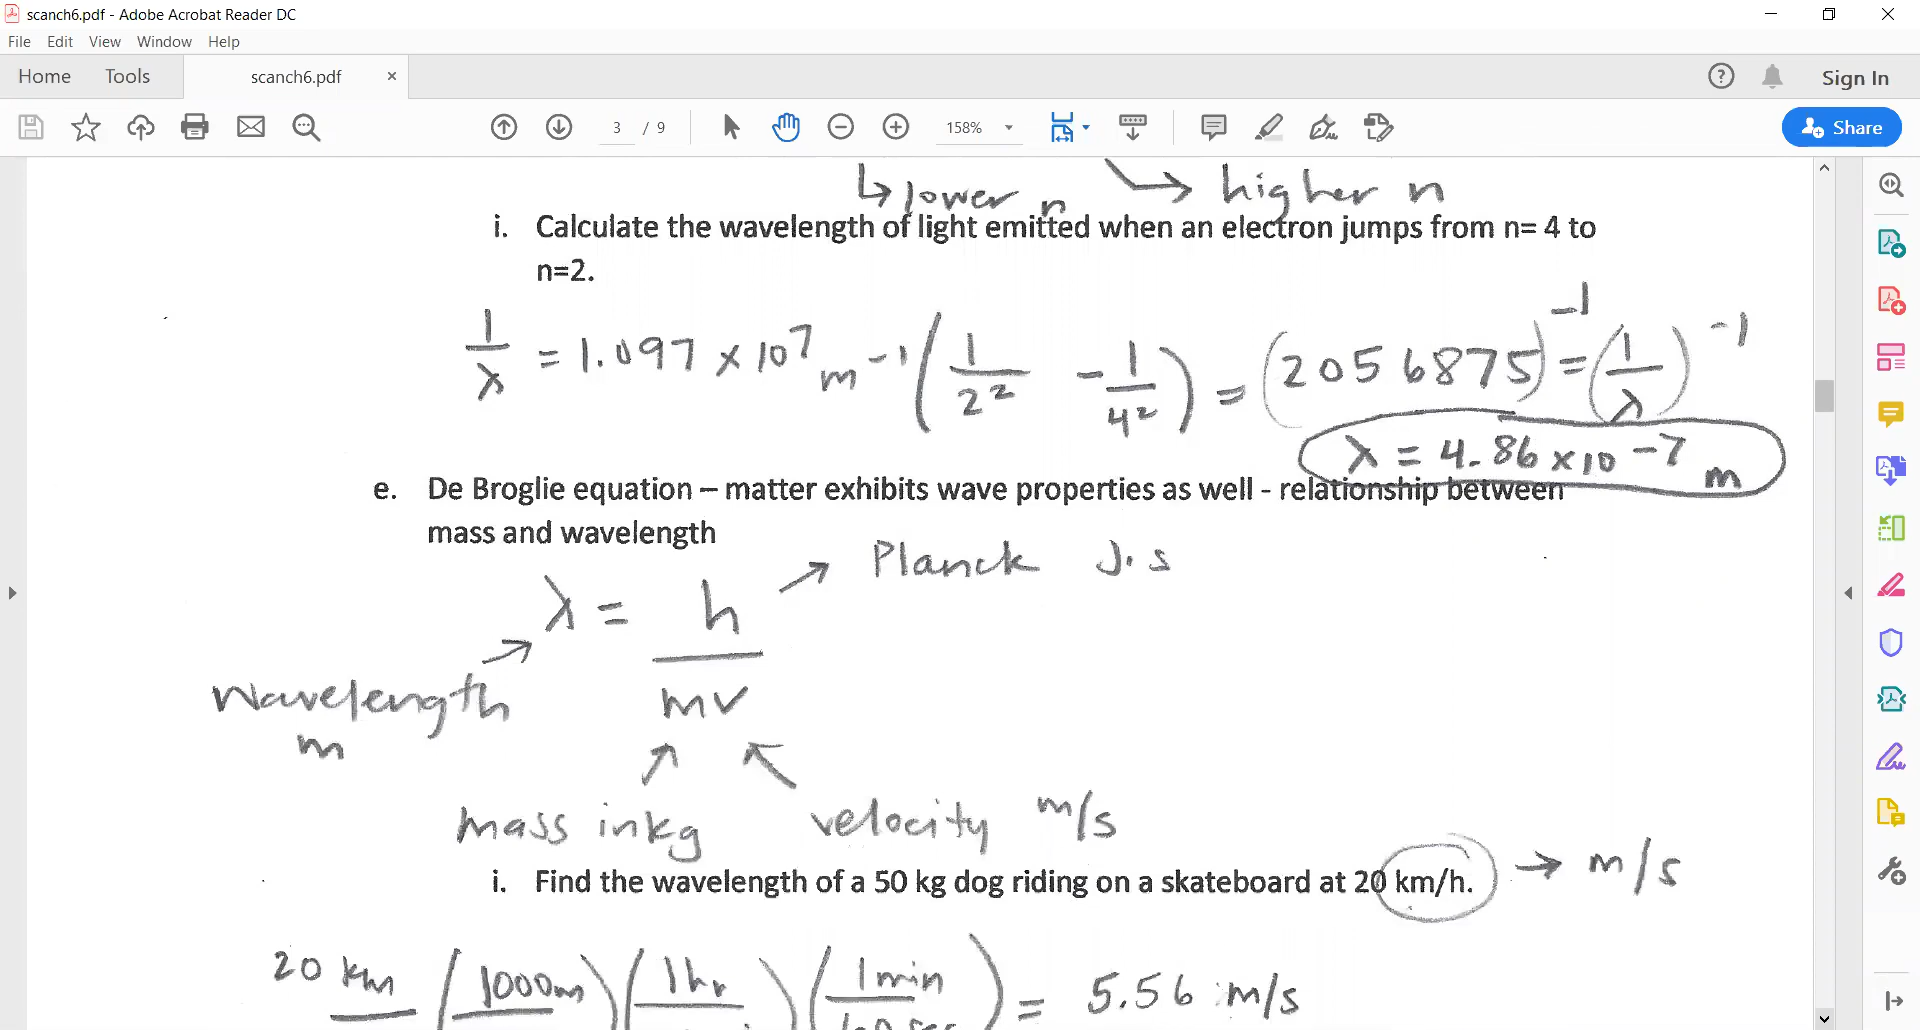 scanch6.pdf - Adobe Acrobat Reader DC
File Edit View Window Help
Home Tools scanch6.pdf × Sign In
3 / 9 158% Share
↳ lower n → higher n
i. Calculate the wavelength of light emitted when an electron jumps from n= 4 to
n=2.
1/λ = 1.097 × 10⁷ m⁻¹ (1/2² - 1/4²) = (2056875)⁻¹ = (1/λ)⁻¹
λ = 4.86 × 10⁻⁷ m
e. De Broglie equation – matter exhibits wave properties as well - relationship between
mass and wavelength
→ Planck J·s
λ = h/mv
Wavelength
m
mass in kg velocity m/s
i. Find the wavelength of a 50 kg dog riding on a skateboard at 20 km/h. → m/s
20 km (1000m) (1hr) (1min) = 5.56 m/s